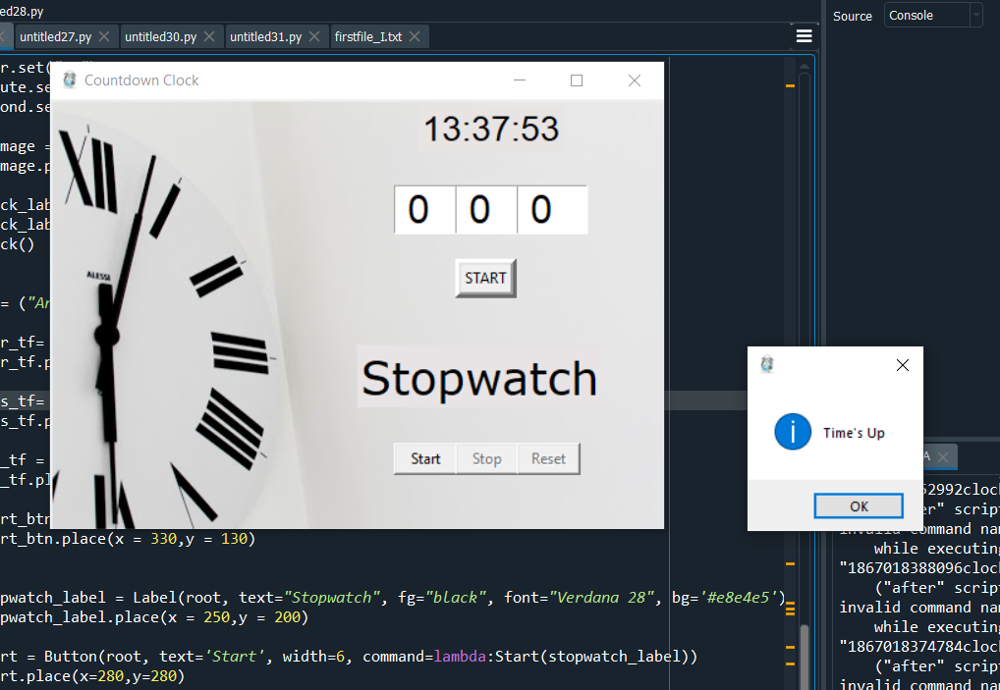 ed28.py
Source Console
untitled27.py untitled30.py untitled31.py firstfile_I.txt
Countdown Clock
13:37:53
0 0 0
START
Stopwatch
Start Stop Reset
ALESSI
r.set(
ute.se
ond.se
mage =
mage.p
ck_lab
ck_lab
ck()
= ("Ar
r_tf=
r_tf.p
s_tf=
s_tf.p
_tf =
_tf.pl
rt_btn
rt_btn.place(x = 330,y = 130)
pwatch_label = Label(root, text="Stopwatch", fg="black", font="Verdana 28", bg='#e8e4e5')
pwatch_label.place(x = 250,y = 200)
rt = Button(root, text='Start', width=6, command=lambda:Start(stopwatch_label))
rt.place(x=280,y=280)
Time's Up
OK
A
52992cloc
er" scrip
invalid command na
while executing
"1867018388096cloc
("after" scrip
invalid command na
while executing
"1867018374784cloc
("after" scrip
invalid command na